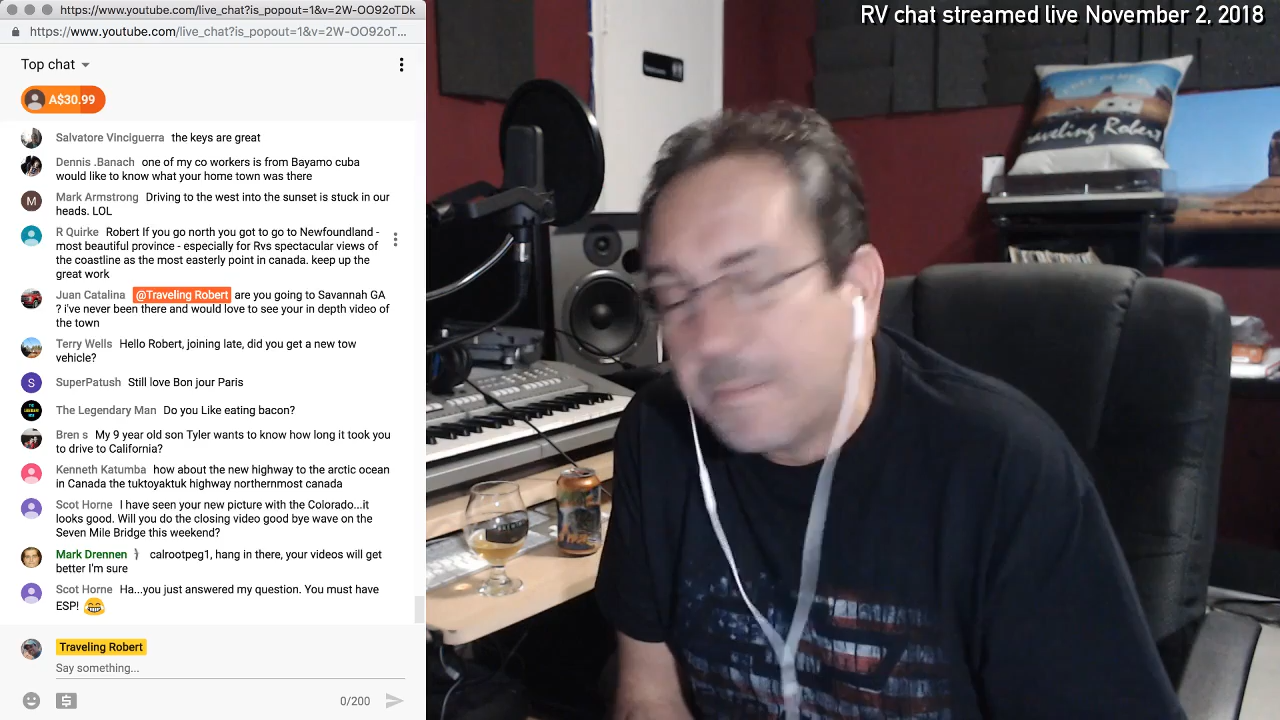 https://www.youtube.com/live_chat?is_popout=1&v=2W-OO92oTDk
https://www.youtube.com/live_chat?is_popout=1&v=2W-OO92oT...
Top chat
A$30.99
Salvatore Vinciguerra the keys are great
Dennis .Banach one of my co workers is from Bayamo cuba
would like to know what your home town was there
Mark Armstrong Driving to the west into the sunset is stuck in our
heads. LOL
R Quirke Robert If you go north you got to go to Newfoundland -
most beautiful province - especially for Rvs spectacular views of
the coastline as the most easterly point in canada. keep up the
great work
Juan Catalina @Traveling Robert are you going to Savannah GA
? i've never been there and would love to see your in depth video of
the town
Terry Wells Hello Robert, joining late, did you get a new tow
vehicle?
S
SuperPatush Still love Bon jour Paris
The Legendary Man Do you Like eating bacon?
Bren s My 9 year old son Tyler wants to know how long it took you
to drive to California?
Kenneth Katumba how about the new highway to the arctic ocean
in Canada the tuktoyaktuk highway northernmost canada
Scot Horne I have seen your new picture with the Colorado...it
looks good. Will you do the closing video good bye wave on the
Seven Mile Bridge this weekend?
Mark Drennen calrootpeg1, hang in there, your videos will get
better I'm sure
Scot Horne Ha...you just answered my question. You must have
ESP! 😂
Traveling Robert
Say something...
0/200
RV chat streamed live November 2, 2018
M
Traveling Robert